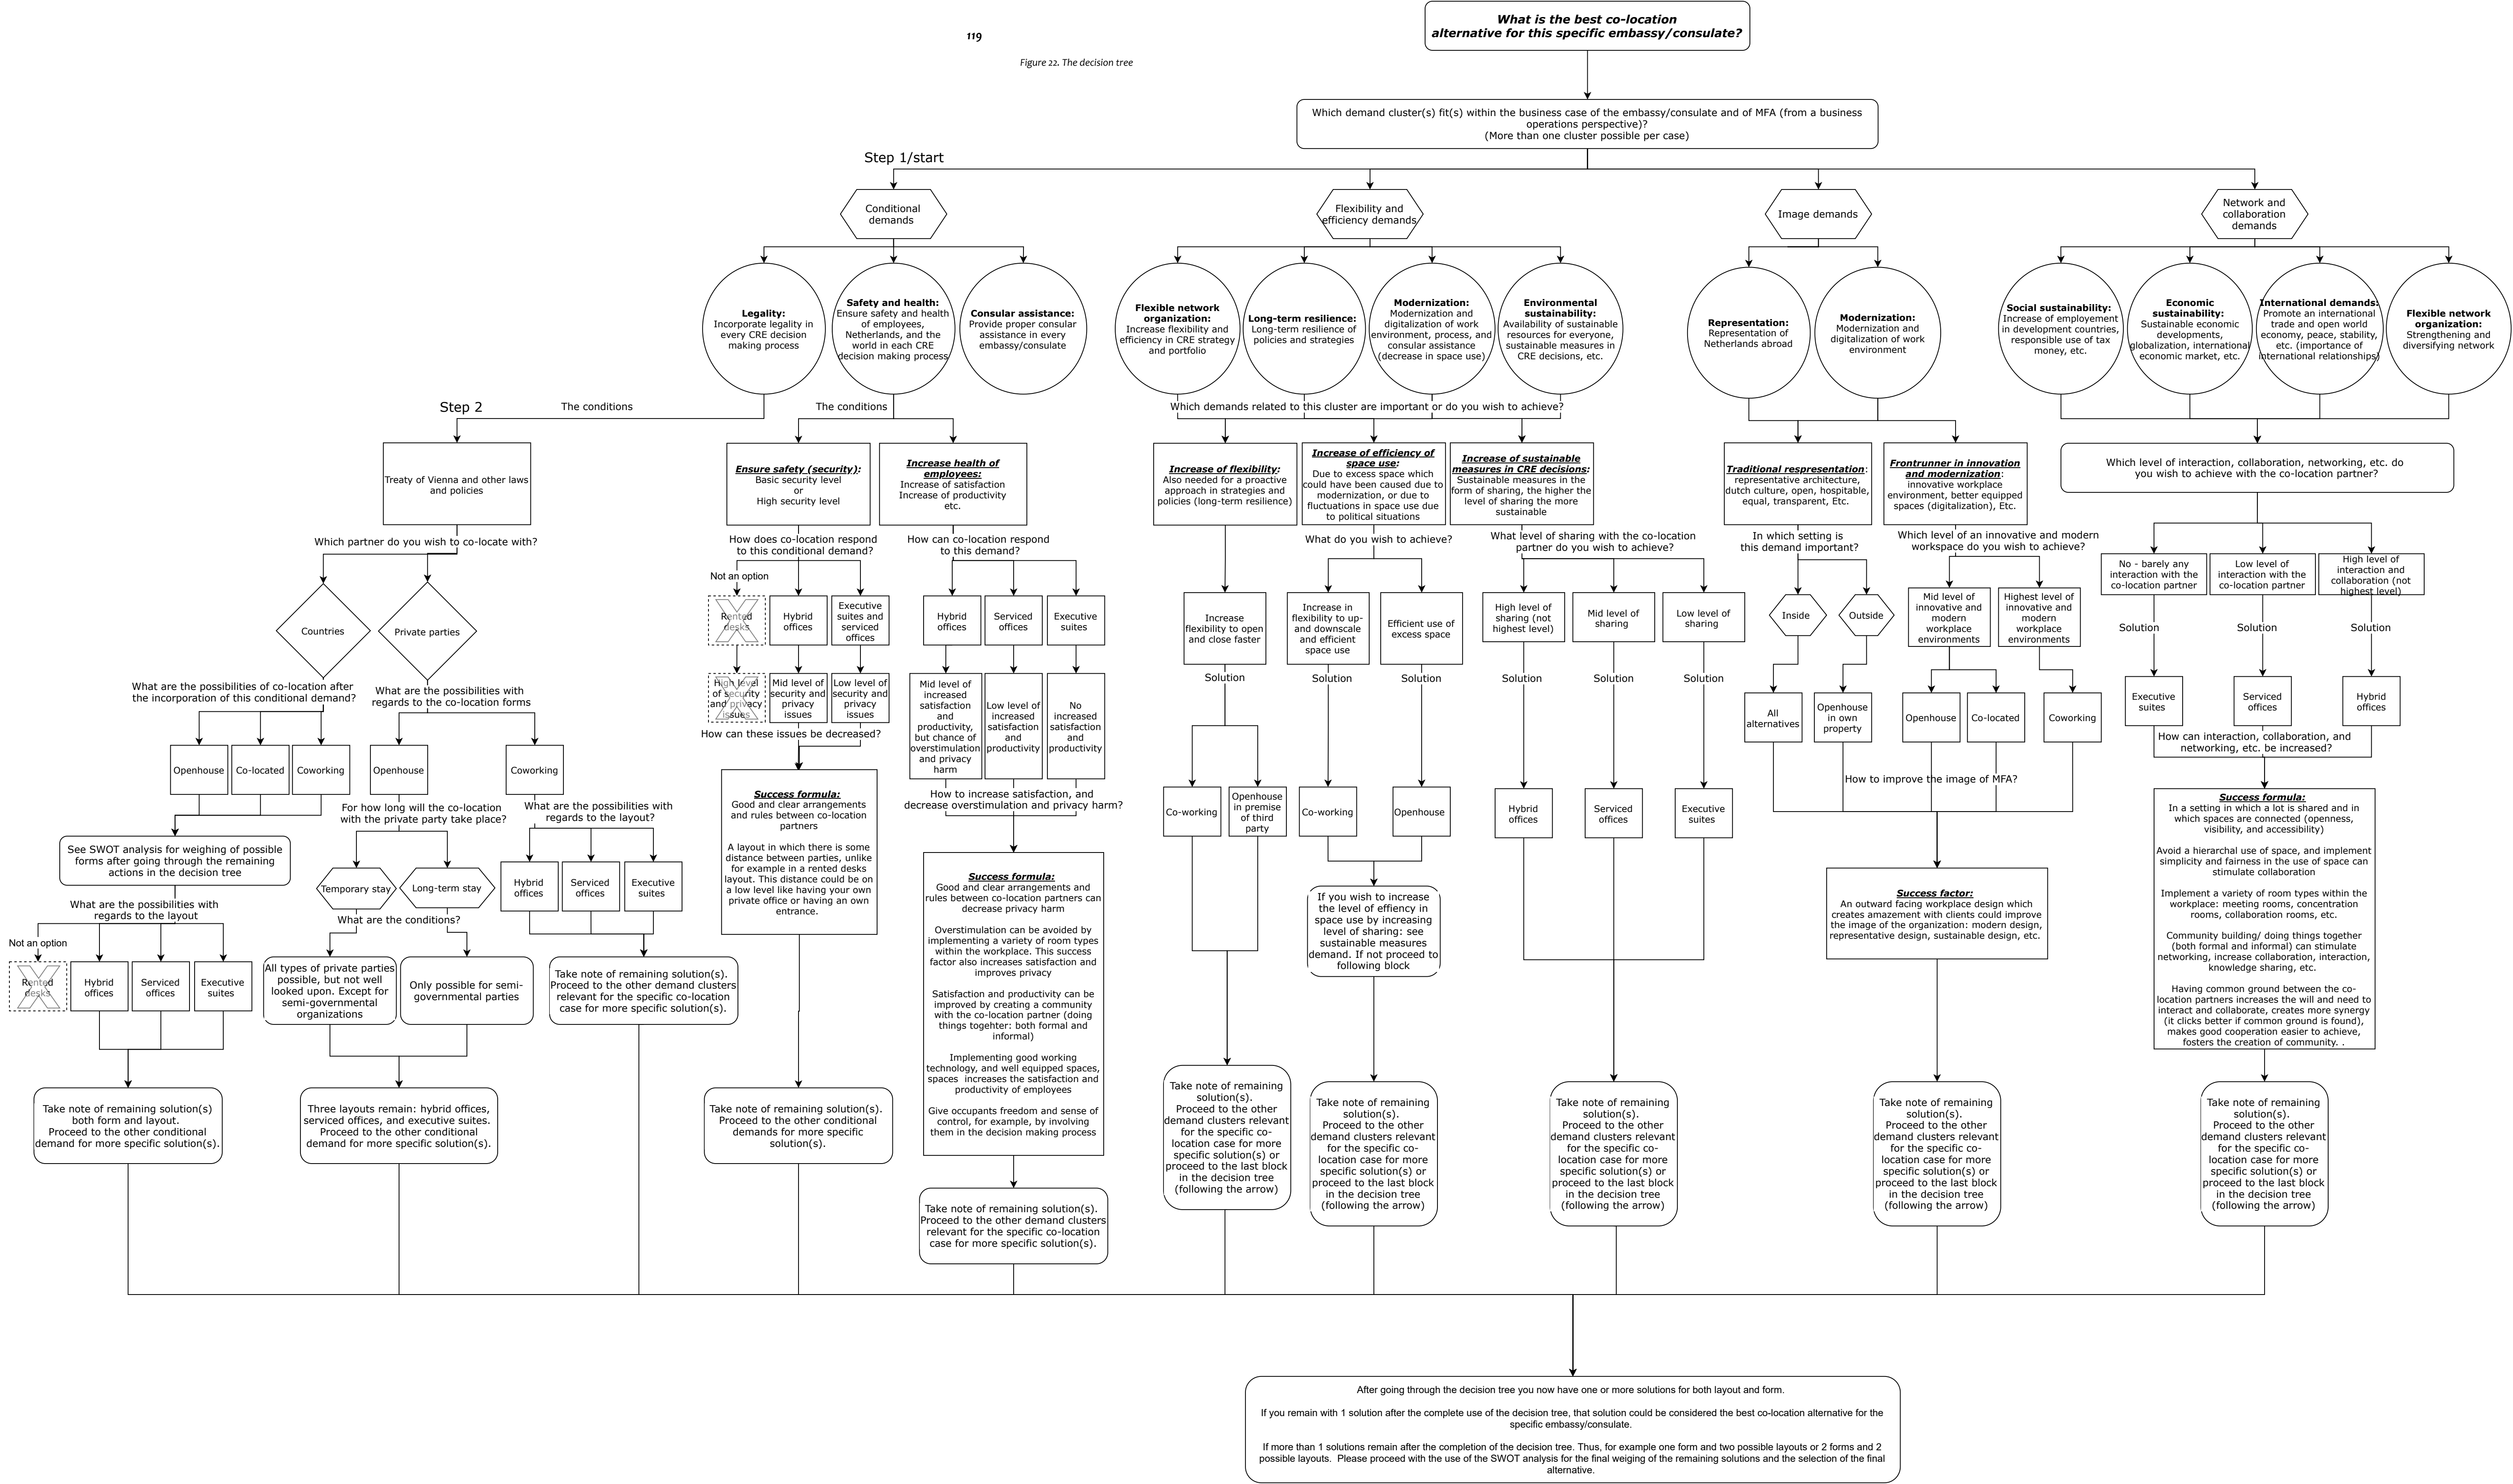 119
Figure 22. The decision tree
What is the best co-location
alternative for this specific embassy/consulate?
Which demand cluster(s) fit(s) within the business case of the embassy/consulate and of MFA (from a business
operations perspective)?
(More than one cluster possible per case)
Step 1/start
Conditional
demands
Flexibility and
efficiency demands
Image demands
Network and
collaboration
demands
Legality:
Incorporate legality in
every CRE decision
making process
Safety and health:
Ensure safety and health
of employees,
Netherlands, and the
world in each CRE
decision making process
Consular assistance:
Provide proper consular
assistance in every
embassy/consulate
Flexible network
organization:
Increase flexibility and
efficiency in CRE strategy
and portfolio
Long-term resilience:
Long-term resilience of
policies and strategies
Modernization:
Modernization and
digitalization of work
environment, process, and
consular assistance
(decrease in space use)
Environmental
sustainability:
Availability of sustainable
resources for everyone,
sustainable measures in
CRE decisions, etc.
Representation:
Representation of
Netherlands abroad
Modernization:
Modernization and
digitalization of work
environment
Social sustainability:
Increase of employement
in development countries,
responsible use of tax
money, etc.
Economic
sustainability:
Sustainable economic
developments,
globalization, international
economic market, etc.
International demands:
Promote an international
trade and open world
economy, peace, stability,
etc. (importance of
international relationships)
Flexible network
organization:
Strengthening and
diversifying network
Step 2
The conditions
The conditions
Which demands related to this cluster are important or do you wish to achieve?
Treaty of Vienna and other laws
and policies
Ensure safety (security):
Basic security level
or
High security level
Increase health of
employees:
Increase of satisfaction
Increase of productivity
etc.
Increase of flexibility:
Also needed for a proactive
approach in strategies and
policies (long-term resilience)
Increase of efficiency of
space use:
Due to excess space which
could have been caused due to
modernization, or due to
fluctuations in space use due
to political situations
Increase of sustainable
measures in CRE decisions:
Sustainable measures in the
form of sharing, the higher the
level of sharing the more
sustainable
Traditional respresentation:
representative architecture,
dutch culture, open, hospitable,
equal, transparent, Etc.
Frontrunner in innovation
and modernization:
innovative workplace
environment, better equipped
spaces (digitalization), Etc.
Which level of interaction, collaboration, networking, etc. do
you wish to achieve with the co-location partner?
Which partner do you wish to co-locate with?
How does co-location respond
to this conditional demand?
How can co-location respond
to this demand?
What do you wish to achieve?
What level of sharing with the co-location
partner do you wish to achieve?
In which setting is
this demand important?
Which level of an innovative and modern
workspace do you wish to achieve?
Countries
Private parties
Not an option
Rented
desks
Hybrid
offices
Executive
suites and
serviced
offices
Hybrid
offices
Serviced
offices
Executive
suites
Increase
flexibility to open
and close faster
Increase in
flexibility to up-
and downscale
and efficient
space use
Efficient use of
excess space
High level of
sharing (not
highest level)
Mid level of
sharing
Low level of
sharing
Inside
Outside
Mid level of
innovative and
modern
workplace
environments
Highest level of
innovative and
modern
workplace
environments
No - barely any
interaction with the
co-location partner
Low level of
interaction with the
co-location partner
High level of
interaction and
collaboration (not
highest level)
Solution
Solution
Solution
High level
of security
and privacy
issues
Mid level of
security and
privacy
issues
Low level of
security and
privacy
issues
Mid level of
increased
satisfaction
and
productivity,
but chance of
overstimulation
and privacy
harm
Low level of
increased
satisfaction
and
productivity
No
increased
satisfaction
and
productivity
Solution
Solution
Solution
Solution
Solution
Solution
All
alternatives
Openhouse
in own
property
Openhouse
Co-located
Coworking
Executive
suites
Serviced
offices
Hybrid
offices
What are the possibilities of co-location after
the incorporation of this conditional demand?
What are the possibilities with
regards to the co-location forms
How can these issues be decreased?
How can interaction, collaboration, and
networking, etc. be increased?
Openhouse
Co-located
Coworking
Openhouse
Coworking
How to improve the image of MFA?
How to increase satisfaction, and
decrease overstimulation and privacy harm?
Co-working
Openhouse
in premise
of third
party
Co-working
Openhouse
Hybrid
offices
Serviced
offices
Executive
suites
For how long will the co-location
with the private party take place?
What are the possibilities with
regards to the layout?
See SWOT analysis for weighing of possible
forms after going through the remaining
actions in the decision tree
Temporary stay
Long-term stay
Hybrid
offices
Serviced
offices
Executive
suites
Success formula:
Good and clear arrangements
and rules between co-location
partners
A layout in which there is some
distance between parties, unlike
for example in a rented desks
layout. This distance could be on
a low level like having your own
private office or having an own
entrance.
Success formula:
Good and clear arrangements and
rules between co-location partners can
decrease privacy harm
Overstimulation can be avoided by
implementing a variety of room types
within the workplace. This success
factor also increases satisfaction and
improves privacy
Satisfaction and productivity can be
improved by creating a community
with the co-location partner (doing
things togehter: both formal and
informal)
Implementing good working
technology, and well equipped spaces,
spaces increases the satisfaction and
productivity of employees
Give occupants freedom and sense of
control, for example, by involving
them in the decision making process
If you wish to increase
the level of effiency in
space use by increasing
level of sharing: see
sustainable measures
demand. If not proceed to
following block
Success factor:
An outward facing workplace design which
creates amazement with clients could improve
the image of the organization: modern design,
representative design, sustainable design, etc.
Success formula:
In a setting in which a lot is shared and in
which spaces are connected (openness,
visibility, and accessibility)
Avoid a hierarchal use of space, and implement
simplicity and fairness in the use of space can
stimulate collaboration
Implement a variety of room types within the
workplace: meeting rooms, concentration
rooms, collaboration rooms, etc.
Community building/ doing things together
(both formal and informal) can stimulate
networking, increase collaboration, interaction,
knowledge sharing, etc.
Having common ground between the co-
location partners increases the will and need to
interact and collaborate, creates more synergy
(it clicks better if common ground is found),
makes good cooperation easier to achieve,
fosters the creation of community. .
What are the possibilities with
regards to the layout
What are the conditions?
Not an option
Rented
desks
Hybrid
offices
Serviced
offices
Executive
suites
All types of private parties
possible, but not well
looked upon. Except for
semi-governmental
organizations
Only possible for semi-
governmental parties
Take note of remaining solution(s).
Proceed to the other demand clusters
relevant for the specific co-location
case for more specific solution(s).
Take note of remaining solution(s)
both form and layout.
Proceed to the other conditional
demand for more specific solution(s).
Three layouts remain: hybrid offices,
serviced offices, and executive suites.
Proceed to the other conditional
demand for more specific solution(s).
Take note of remaining solution(s).
Proceed to the other conditional
demands for more specific
solution(s).
Take note of remaining solution(s).
Proceed to the other demand clusters
relevant for the specific co-location
case for more specific solution(s).
Take note of remaining
solution(s).
Proceed to the other
demand clusters relevant
for the specific co-
location case for more
specific solution(s) or
proceed to the last block
in the decision tree
(following the arrow)
Take note of remaining
solution(s).
Proceed to the other
demand clusters relevant
for the specific co-
location case for more
specific solution(s) or
proceed to the last block
in the decision tree
(following the arrow)
Take note of remaining
solution(s).
Proceed to the other
demand clusters relevant
for the specific co-
location case for more
specific solution(s) or
proceed to the last block
in the decision tree
(following the arrow)
Take note of remaining
solution(s).
Proceed to the other
demand clusters relevant
for the specific co-
location case for more
specific solution(s) or
proceed to the last block
in the decision tree
(following the arrow)
Take note of remaining
solution(s).
Proceed to the other
demand clusters relevant
for the specific co-
location case for more
specific solution(s) or
proceed to the last block
in the decision tree
(following the arrow)
After going through the decision tree you now have one or more solutions for both layout and form.
If you remain with 1 solution after the complete use of the decision tree, that solution could be considered the best co-location alternative for the
specific embassy/consulate.
If more than 1 solutions remain after the completion of the decision tree. Thus, for example one form and two possible layouts or 2 forms and 2
possible layouts. Please proceed with the use of the SWOT analysis for the final weiging of the remaining solutions and the selection of the final
alternative.